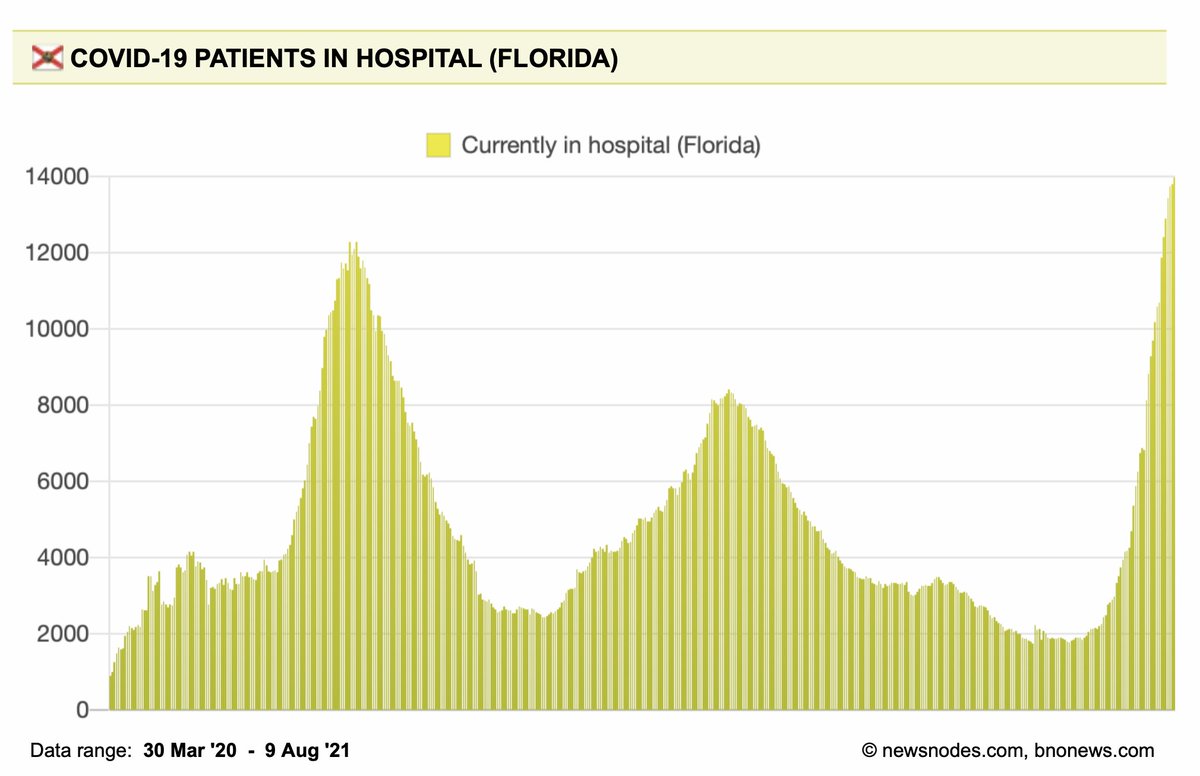 COVID-19 PATIENTS IN HOSPITAL (FLORIDA)
Currently in hospital (Florida)
14000
12000
10000
8000
6000
4000
2000
0
Data range: 30 Mar '20 - 9 Aug '21
© newsnodes.com, bnonews.com